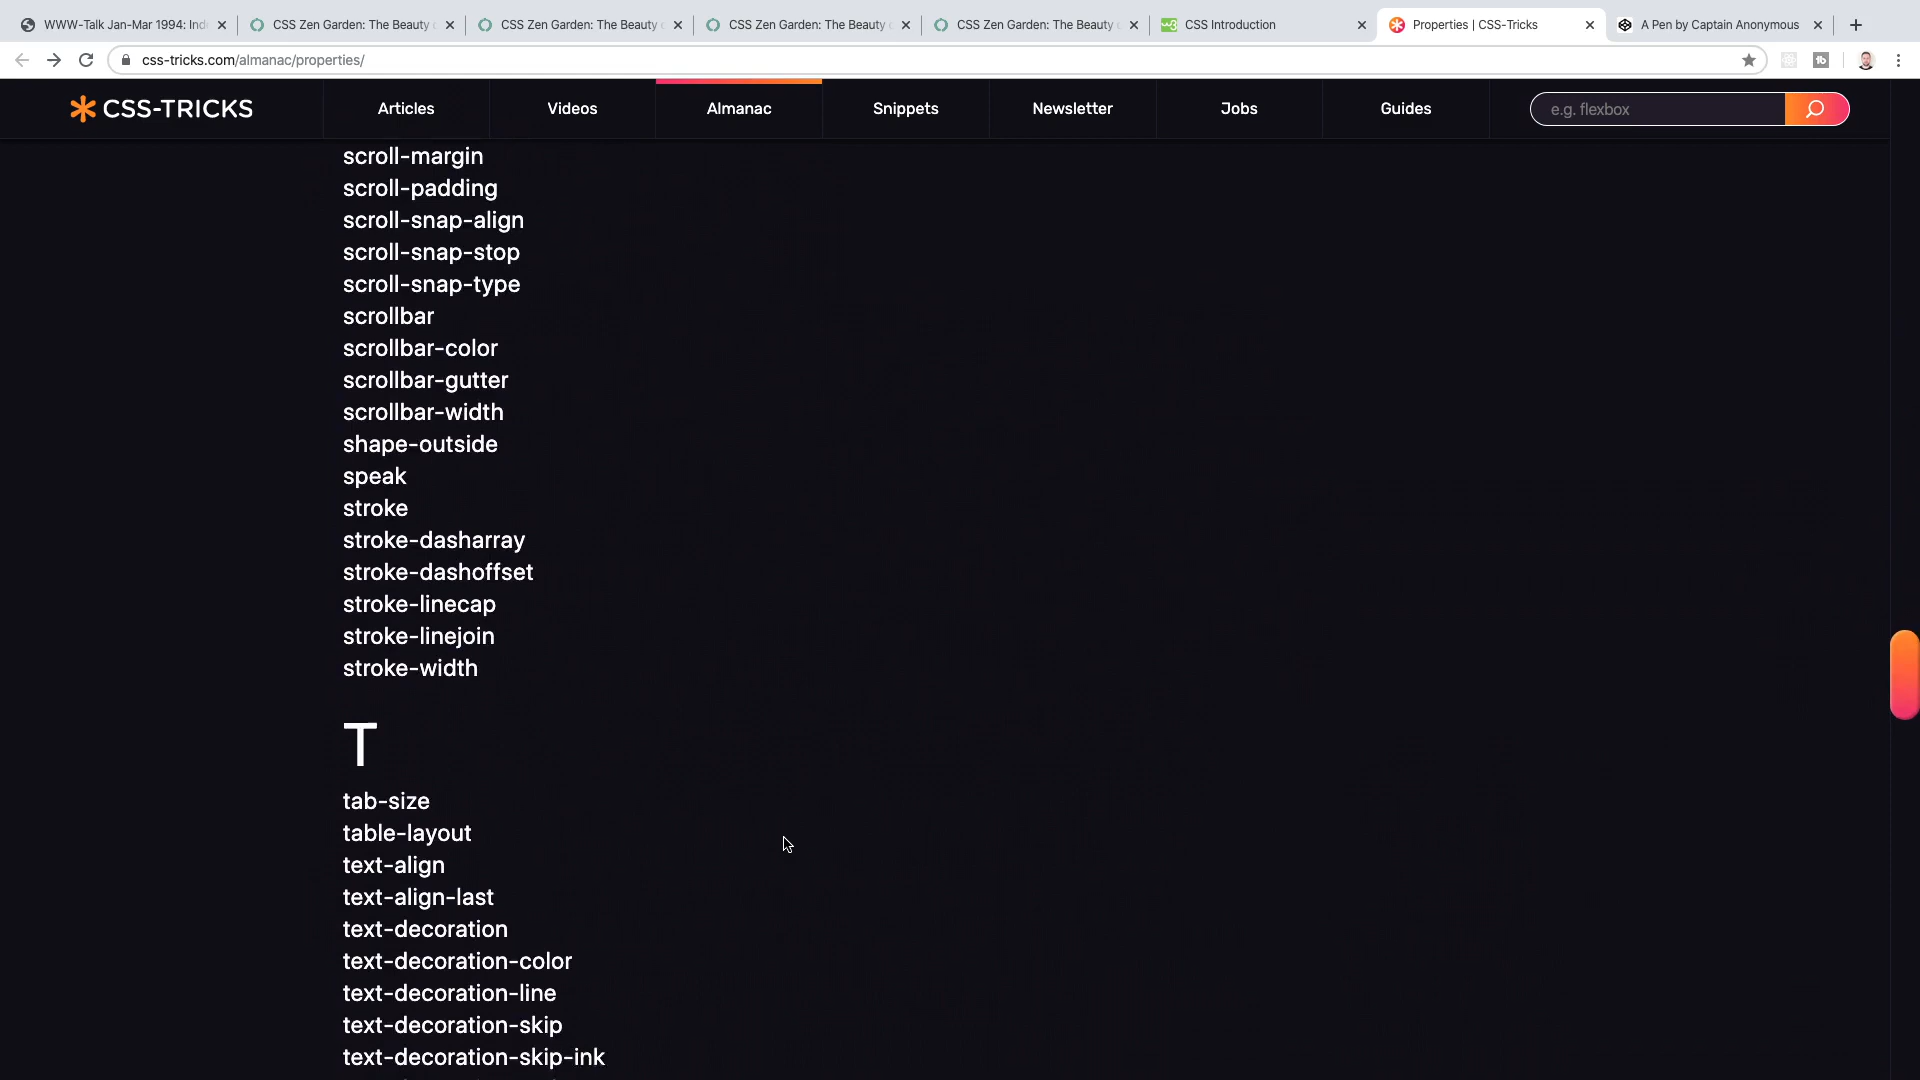 WWW-Talk Jan-Mar 1994: Ind
CSS Zen Garden: The Beauty
CSS Zen Garden: The Beauty
CSS Zen Garden: The Beauty
CSS Zen Garden: The Beauty
CSS Introduction
Properties | CSS-Tricks
A Pen by Captain Anonymous
css-tricks.com/almanac/properties/
CSS-TRICKS
Articles
Videos
Almanac
Snippets
Newsletter
Jobs
Guides
e.g. flexbox
scroll-margin
scroll-padding
scroll-snap-align
scroll-snap-stop
scroll-snap-type
scrollbar
scrollbar-color
scrollbar-gutter
scrollbar-width
shape-outside
speak
stroke
stroke-dasharray
stroke-dashoffset
stroke-linecap
stroke-linejoin
stroke-width
T
tab-size
table-layout
text-align
text-align-last
text-decoration
text-decoration-color
text-decoration-line
text-decoration-skip
text-decoration-skip-ink